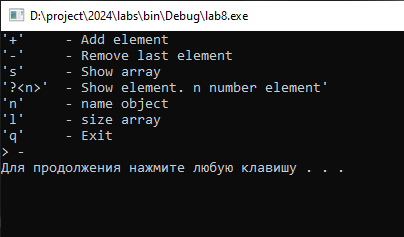 D:\project\2024\labs\bin\Debug\lab8.exe
'+' - Add element
'-' - Remove last element
's' - Show array
'?<n>' - Show element. n number element'
'n' - name object
'l' - size array
'q' - Exit
> -
Для продолжения нажмите любую клавишу . . .